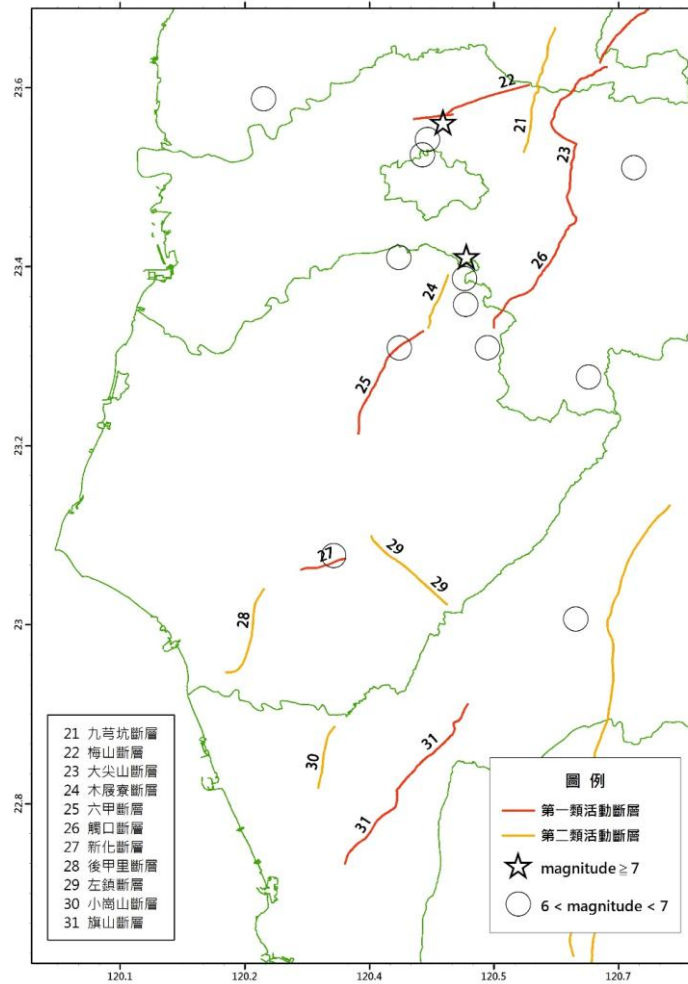 23.6
23.4
23.2
23
22.8
22
21
23
26
24
25
27
29
29
28
30
31
31
21 九芎坑斷層
22 梅山斷層
23 大尖山斷層
24 木屐寮斷層
25 六甲斷層
26 觸口斷層
27 新化斷層
28 後甲里斷層
29 左鎮斷層
30 小崗山斷層
31 旗山斷層
圖 例
第一類活動斷層
第二類活動斷層
magnitude≧7
6 < magnitude < 7
120.1
120.2
120.4
120.5
120.7